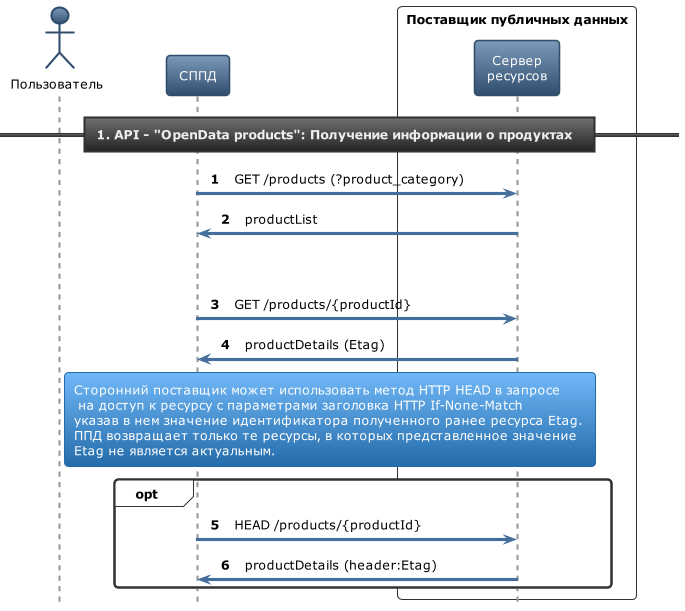 Поставщик публичных данных
Пользователь
СППД
Сервер
ресурсов
1. API - "OpenData products": Получение информации о продуктах
1 GET /products (?product_category)
2 productList
3 GET /products/{productId}
4 productDetails (Etag)
Сторонний поставщик может использовать метод HTTP HEAD в запросе
на доступ к ресурсу с параметрами заголовка HTTP If-None-Match
указав в нем значение идентификатора полученного ранее ресурса Etag.
ППД возвращает только те ресурсы, в которых представленное значение
Etag не является актуальным.
opt
5 HEAD /products/{productId}
6 productDetails (header:Etag)